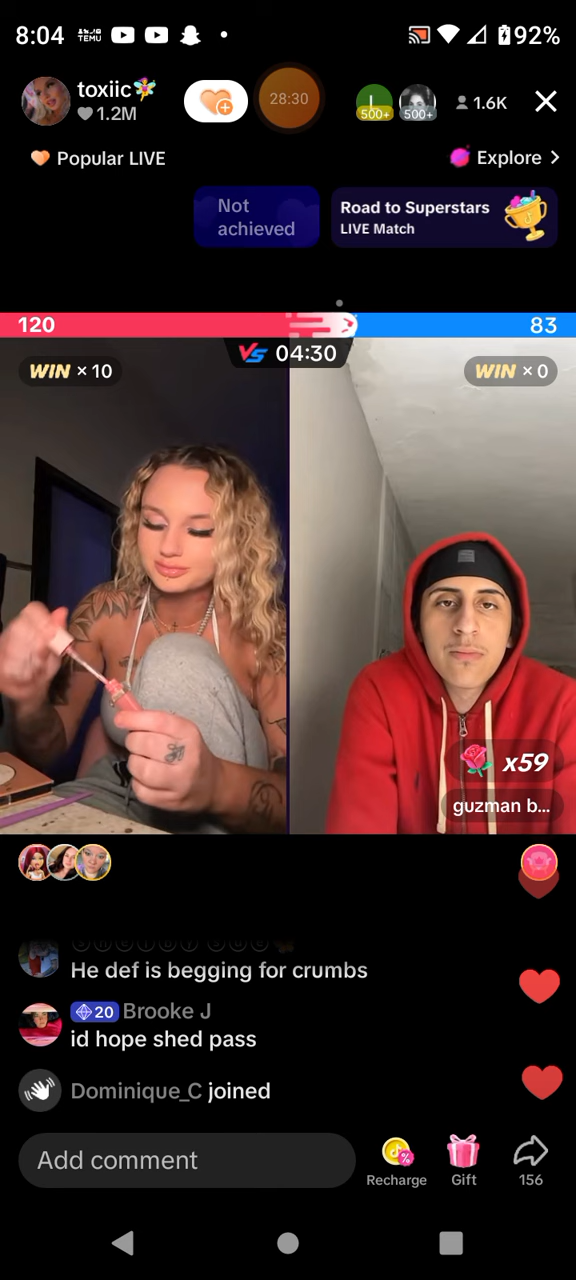 8:04
TEMU
92%
toxiic
1.2M
28:30
L
500+
500+
1.6K
Popular LIVE
Explore >
Not
achieved
Road to Superstars
LIVE Match
120
83
VS 04:30
WIN × 10
WIN × 0
x59
guzman b...
He def is begging for crumbs
20 Brooke J
id hope shed pass
Dominique_C joined
Add comment
Recharge
Gift
156